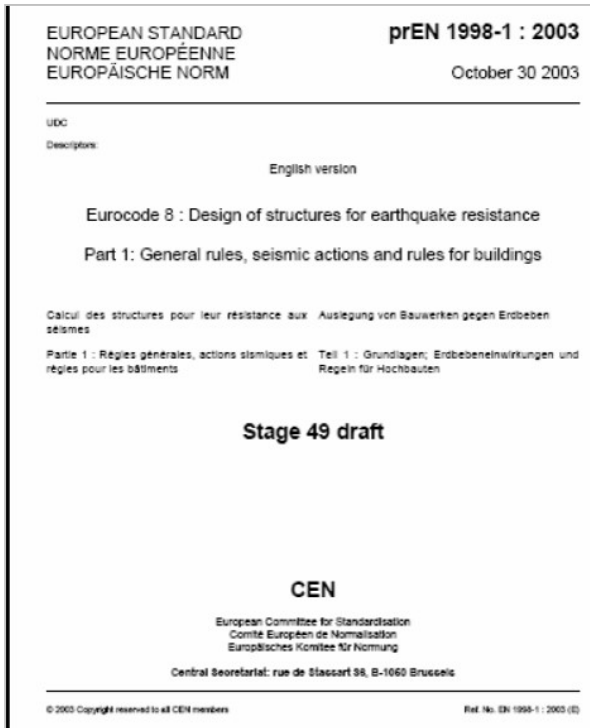 EUROPEAN STANDARD
NORME EUROPÉENNE
EUROPÄISCHE NORM
prEN 1998-1 : 2003
October 30 2003
UDC
Descriptors:
English version
Eurocode 8 : Design of structures for earthquake resistance
Part 1: General rules, seismic actions and rules for buildings
Calcul des structures pour leur résistance aux
séismes
Auslegung von Bauwerken gegen Erdbeben
Partie 1 : Règles générales, actions sismiques et
règles pour les bâtiments
Teil 1 : Grundlagen; Erdbebeneinwirkungen und
Regeln für Hochbauten
Stage 49 draft
CEN
European Committee for Standardisation
Comité Européen de Normalisation
Europäisches Komitee für Normung
Central Secretariat: rue de Stassart 36, B-1050 Brussels
© 2003 Copyright reserved to all CEN members
Ref. No. EN 1998-1 : 2003 (E)